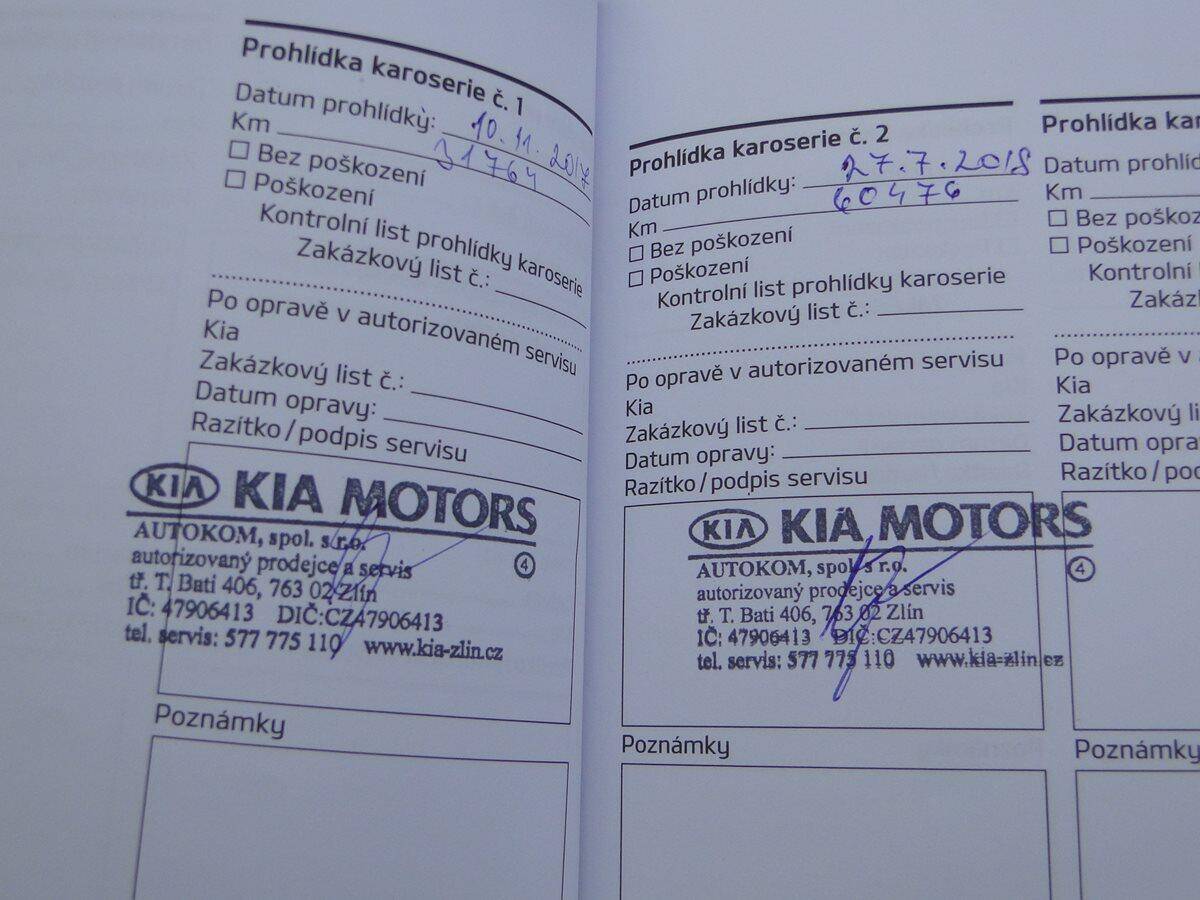 Prohlídka karoserie č. 1
Datum prohlídky: 10. 11. 2017
Km 31764
☐ Bez poškození
☐ Poškození
Kontrolní list prohlídky karoserie
Zakázkový list č.:
Po opravě v autorizovaném servisu
Kia
Zakázkový list č.:
Datum opravy:
Razítko / podpis servisu
KIA KIA MOTORS
AUTOKOM, spol. s r.o.
autorizovaný prodejce a servis
4
tř. T. Bati 406, 763 02 Zlín
IČ: 47906413 DIČ:CZ47906413
tel. servis: 577 775 110 www.kia-zlin.cz
Poznámky
Prohlídka karoserie č. 2
Datum prohlídky: 27.7.2018
Km 60476
☐ Bez poškození
☐ Poškození
Kontrolní list prohlídky karoserie
Zakázkový list č.:
Po opravě v autorizovaném servisu
Kia
Zakázkový list č.:
Datum opravy:
Razítko / podpis servisu
KIA KIA MOTORS
AUTOKOM, spol. s r.o.
4
autorizovaný prodejce a servis
tř. T. Bati 406, 763 02 Zlín
IČ: 47906413 DIČ:CZ47906413
tel. servis: 577 775 110 www.kia-zlin.cz
Poznámky
Prohlídka kar
Datum prohlíd
Km
☐ Bez poškoz
☐ Poškození
Kontrolní l
Zakáz
Po opravě v
Kia
Zakázkový li
Datum opra
Razítko / po
Poznámky